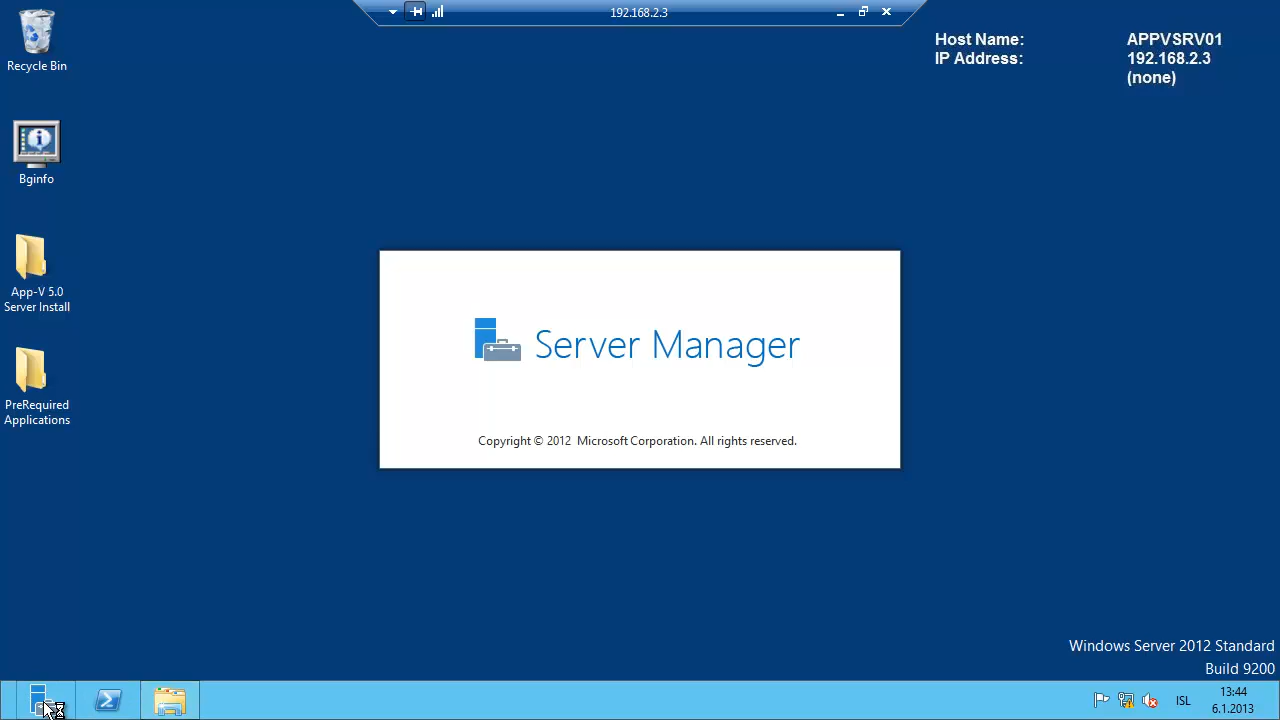 192.168.2.3
Host Name: APPVSRV01
IP Address: 192.168.2.3
(none)
Recycle Bin
Bginfo
App-V 5.0
Server Install
PreRequired
Applications
Server Manager
Copyright © 2012 Microsoft Corporation. All rights reserved.
Windows Server 2012 Standard
Build 9200
ISL
13:44
6.1.2013